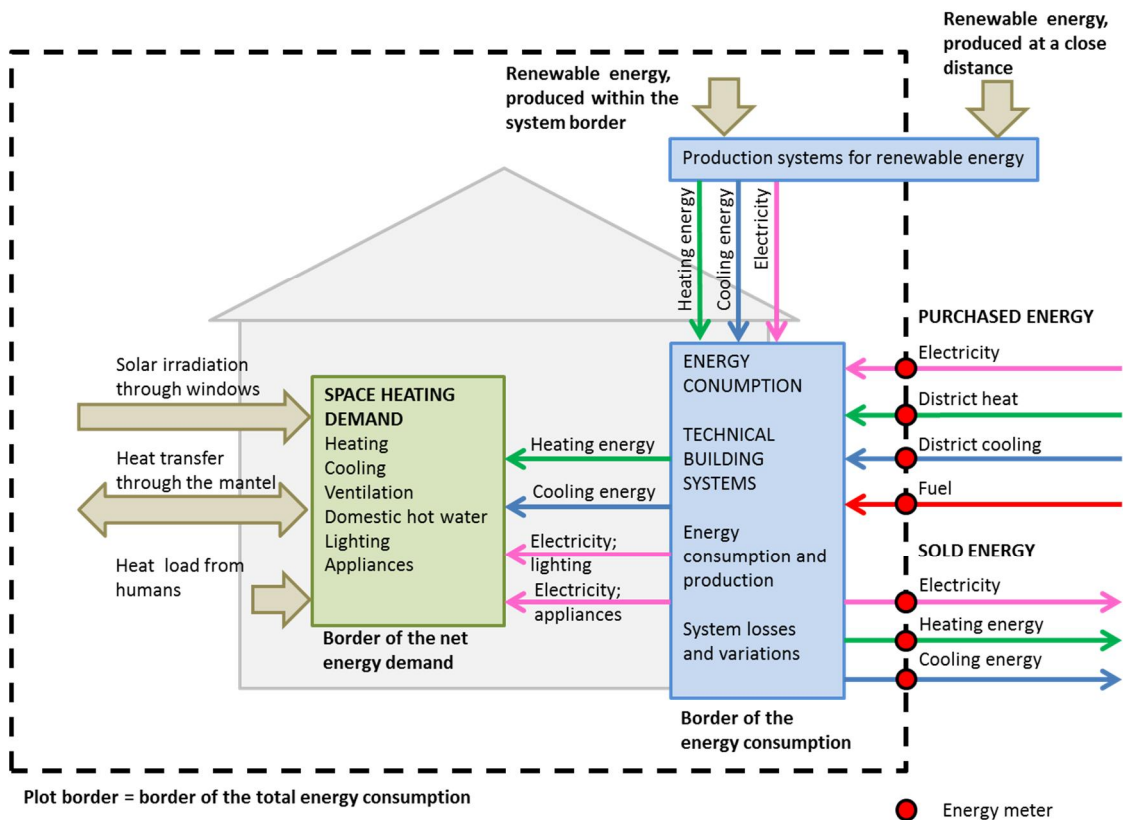 Renewable energy,
produced at a close
distance
Renewable energy,
produced within the
system border
Production systems for renewable energy
Heating energy
Cooling energy
Electricity
PURCHASED ENERGY
Electricity
District heat
District cooling
Fuel
SOLD ENERGY
Electricity
Heating energy
Cooling energy
ENERGY
CONUMPTION
TECHNICAL
BUILDING
SYSTEMS
Energy
consumption and
production
System losses
and variations
Border of the
energy consumption
Heating energy
Cooling energy
Electricity;
lighting
Electricity;
appliances
SPACE HEATING
DEMAND
Heating
Cooling
Ventilation
Domestic hot water
Lighting
Appliances
Border of the net
energy demand
Solar irradiation
through windows
Heat transfer
through the mantel
Heat load from
humans
Plot border = border of the total energy consumption
Energy meter